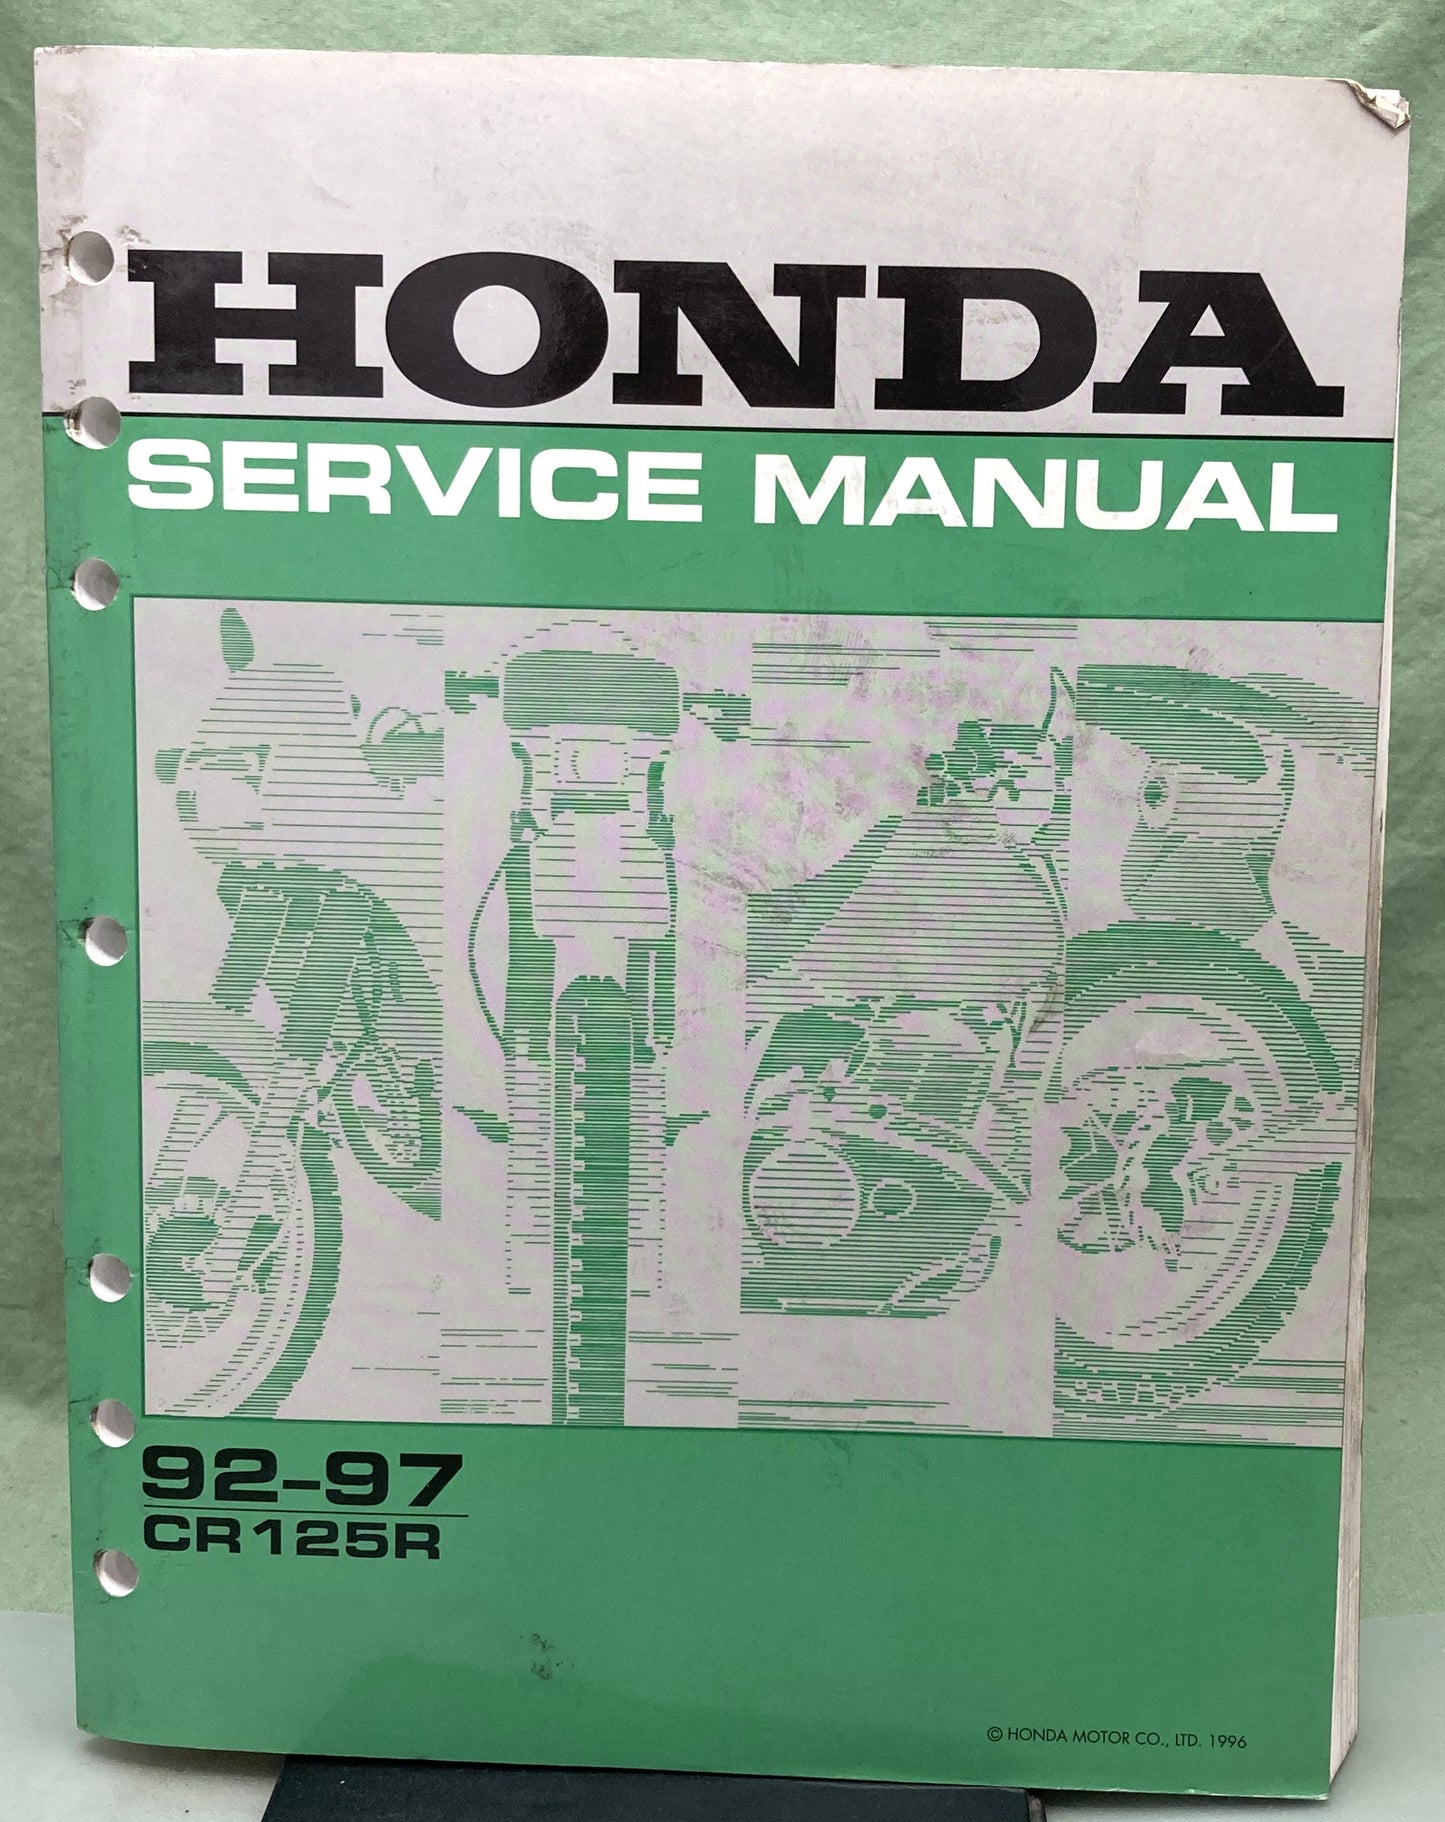 HONDA
SERVICE MANUAL
92-97
CR125R
© HONDA MOTOR CO., LTD. 1996